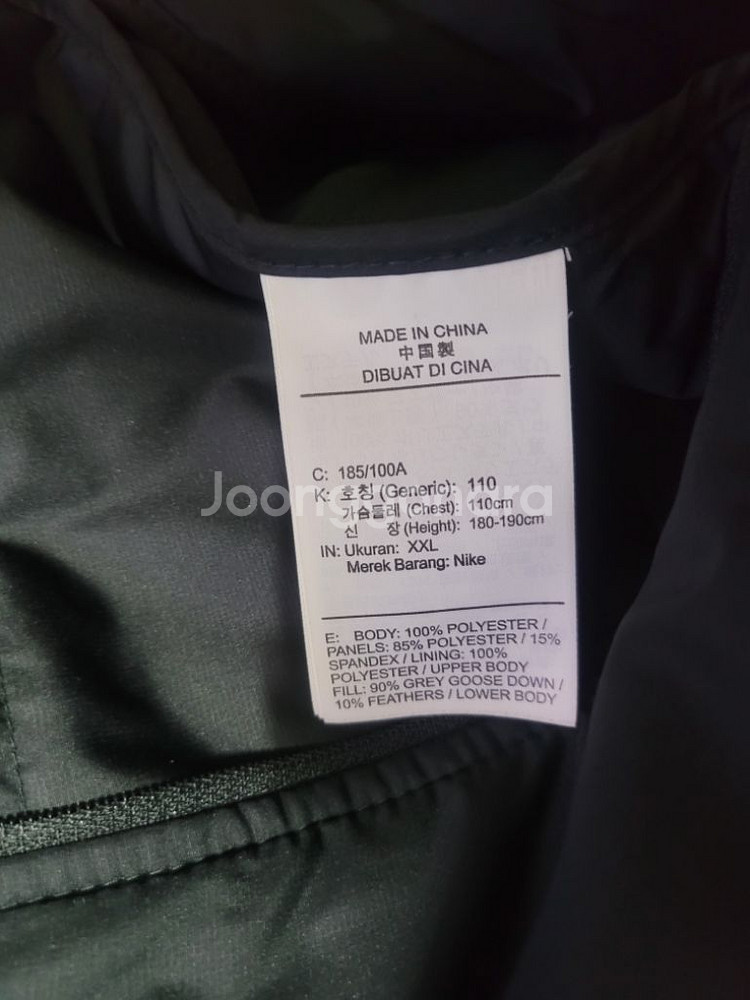 MADE IN CHINA
中国製
DIBUAT DI CINA
C: 185/100A
K: 호칭 (Generic): 110
가슴둘레 (Chest): 110cm
신 장 (Height): 180-190cm
IN: Ukuran: XXL
Merek Barang: Nike
E: BODY: 100% POLYESTER /
PANELS: 85% POLYESTER / 15%
SPANDEX / LINING: 100%
POLYESTER / UPPER BODY
FILL: 90% GREY GOOSE DOWN /
10% FEATHERS / LOWER BODY
Joonggonara